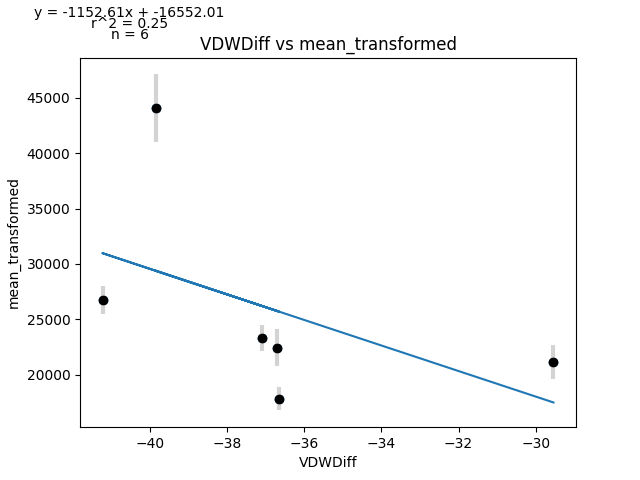 y = -1152.61x + -16552.01
r^2 = 0.25
n = 6
VDWDiff vs mean_transformed
45000
40000
35000
30000
25000
20000
mean_transformed
−40
−38
−36
−34
−32
−30
VDWDiff